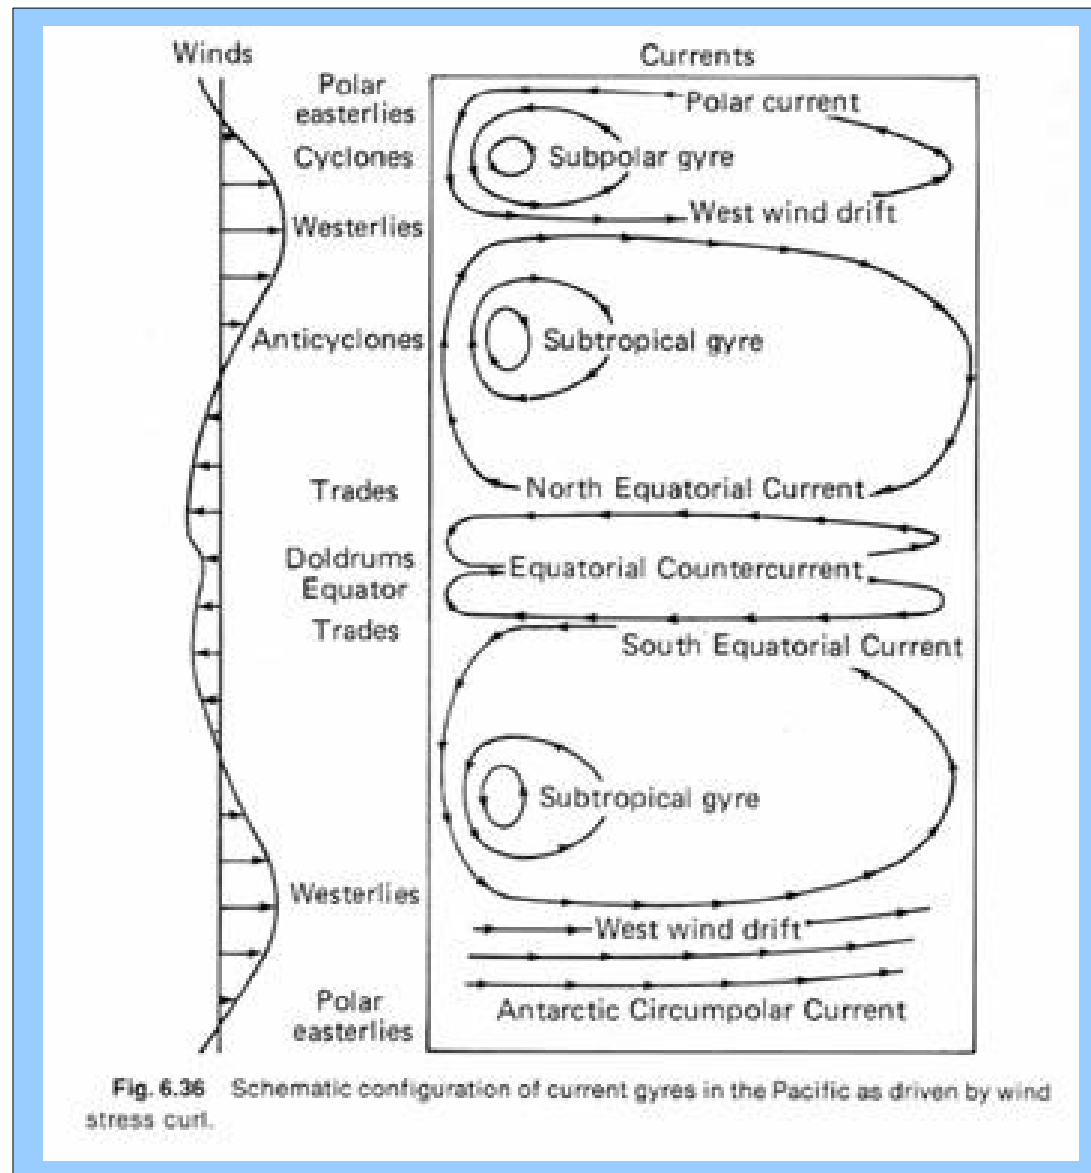 Winds
Currents
Polar
easterlies
Polar current
Cyclones
Subpolar gyre
West wind drift
Westerlies
Anticyclones
Subtropical gyre
Trades
North Equatorial Current
Doldrums
Equatorial Countercurrent
Equator
Trades
South Equatorial Current
Subtropical gyre
Westerlies
West wind drift
Polar
easterlies
Antarctic Circumpolar Current
Fig. 6.36 Schematic configuration of current gyres in the Pacific as driven by wind
stress curl.